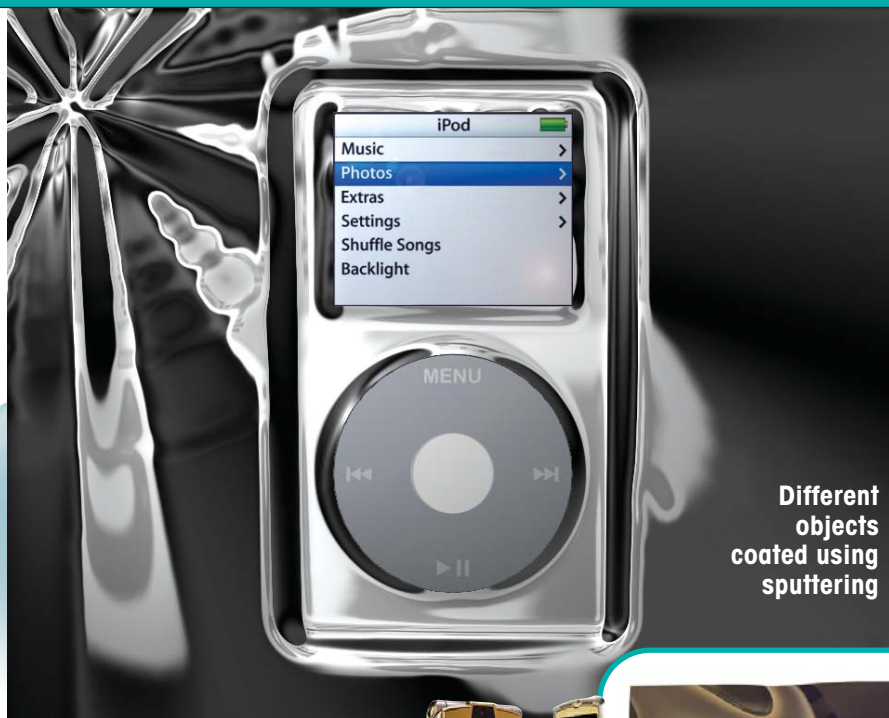 iPod
Music
Photos
Extras
Settings
Shuffle Songs
Backlight
MENU
Different
objects
coated using
sputtering